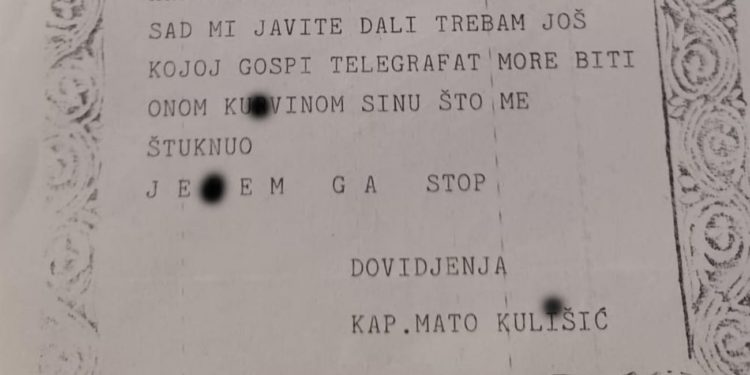 SAD MI JAVITE DALI TREBAM JOŠ
KOJOJ GOSPI TELEGRAFAT MORE BITI
ONOM SINU ŠTO ME
ŠTUKNUO
G A STOP
DOVIDJENJA
KAP.MATO KULIŠIĆ